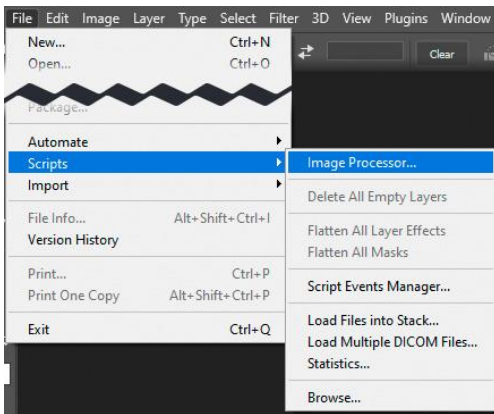 File Edit Image Layer Type Select Filter 3D View Plugins Window
New... Ctrl+N
Open... Ctrl+O
Clear
Package...
Automate
Scripts
Import
File Info... Alt+Shift+Ctrl+I
Version History
Print... Ctrl+P
Print One Copy Alt+Shift+Ctrl+P
Exit Ctrl+Q
Image Processor...
Delete All Empty Layers
Flatten All Layer Effects
Flatten All Masks
Script Events Manager...
Load Files into Stack...
Load Multiple DICOM Files...
Statistics...
Browse...